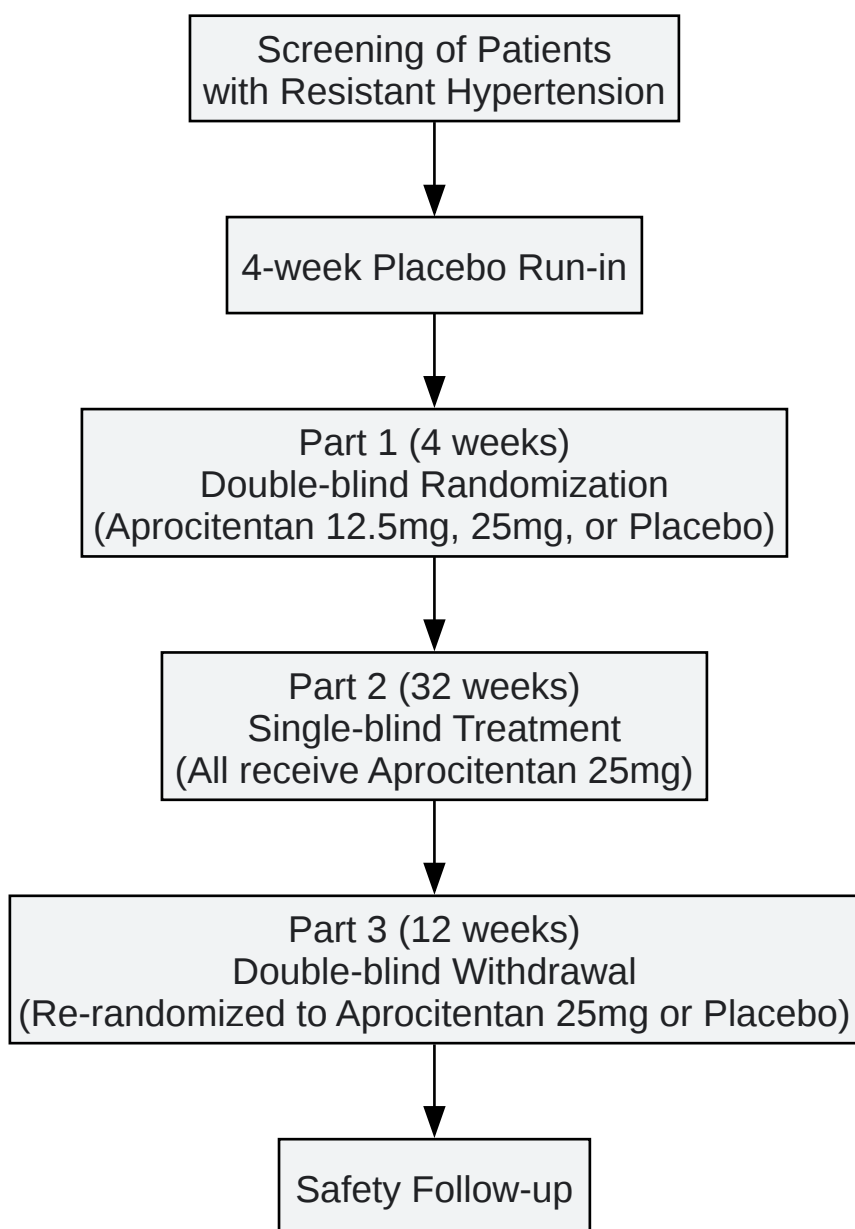 Screening of Patients
with Resistant Hypertension
4-week Placebo Run-in
Part 1 (4 weeks)
Double-blind Randomization
(Aprocitentan 12.5mg, 25mg, or Placebo)
Part 2 (32 weeks)
Single-blind Treatment
(All receive Aprocitentan 25mg)
Part 3 (12 weeks)
Double-blind Withdrawal
(Re-randomized to Aprocitentan 25mg or Placebo)
Safety Follow-up